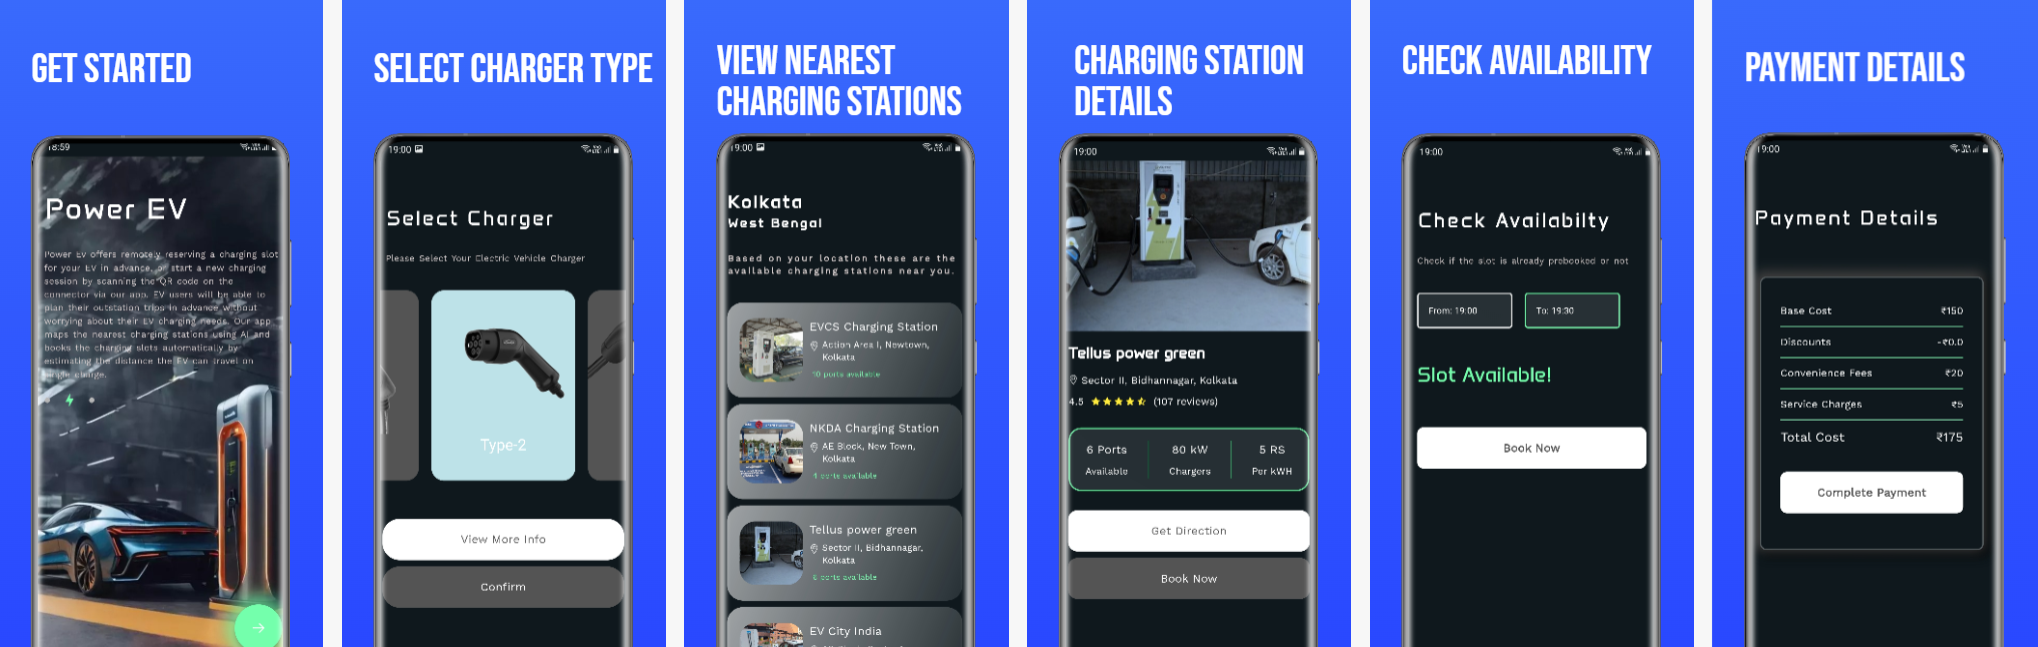 GET STARTED
18:59
Power EV
Power EV offers remotely reserving a charging slot
for your EV in advance, or start a new charging
session by scanning the QR code on the
connector via our app. EV users will be able to
plan their outstation trips in advance without
worrying about their EV charging needs. Our app
maps the nearest charging stations using AI and
books the charging slots automatically by
estimating the distance the EV can travel on
single charge.
SELECT CHARGER TYPE
19:00
Select Charger
Please Select Your Electric Vehicle Charger
Type-2
View More Info
Confirm
VIEW NEAREST
CHARGING STATIONS
19:00
Kolkata
West Bengal
Based on your location these are the
available charging stations near you.
EVCS Charging Station
Action Area I, Newtown,
Kolkata
10 ports available
NKDA Charging Station
AE Block, New Town,
Kolkata
4 ports available
Tellus power green
Sector II, Bidhannagar,
Kolkata
6 ports available
EV City India
CHARGING STATION
DETAILS
19:00
Tellus power green
Sector II, Bidhannagar, Kolkata
4.5 (107 reviews)
6 Ports 80 kW 5 RS
Available Chargers Per kWH
Get Direction
Book Now
CHECK AVAILABILITY
19:00
Check Availabilty
Check if the slot is already prebooked or not
From: 19:00 To: 19:30
Slot Available!
Book Now
PAYMENT DETAILS
19:00
Payment Details
Base Cost ₹150
Discounts -₹0.0
Convenience Fees ₹20
Service Charges ₹5
Total Cost ₹175
Complete Payment